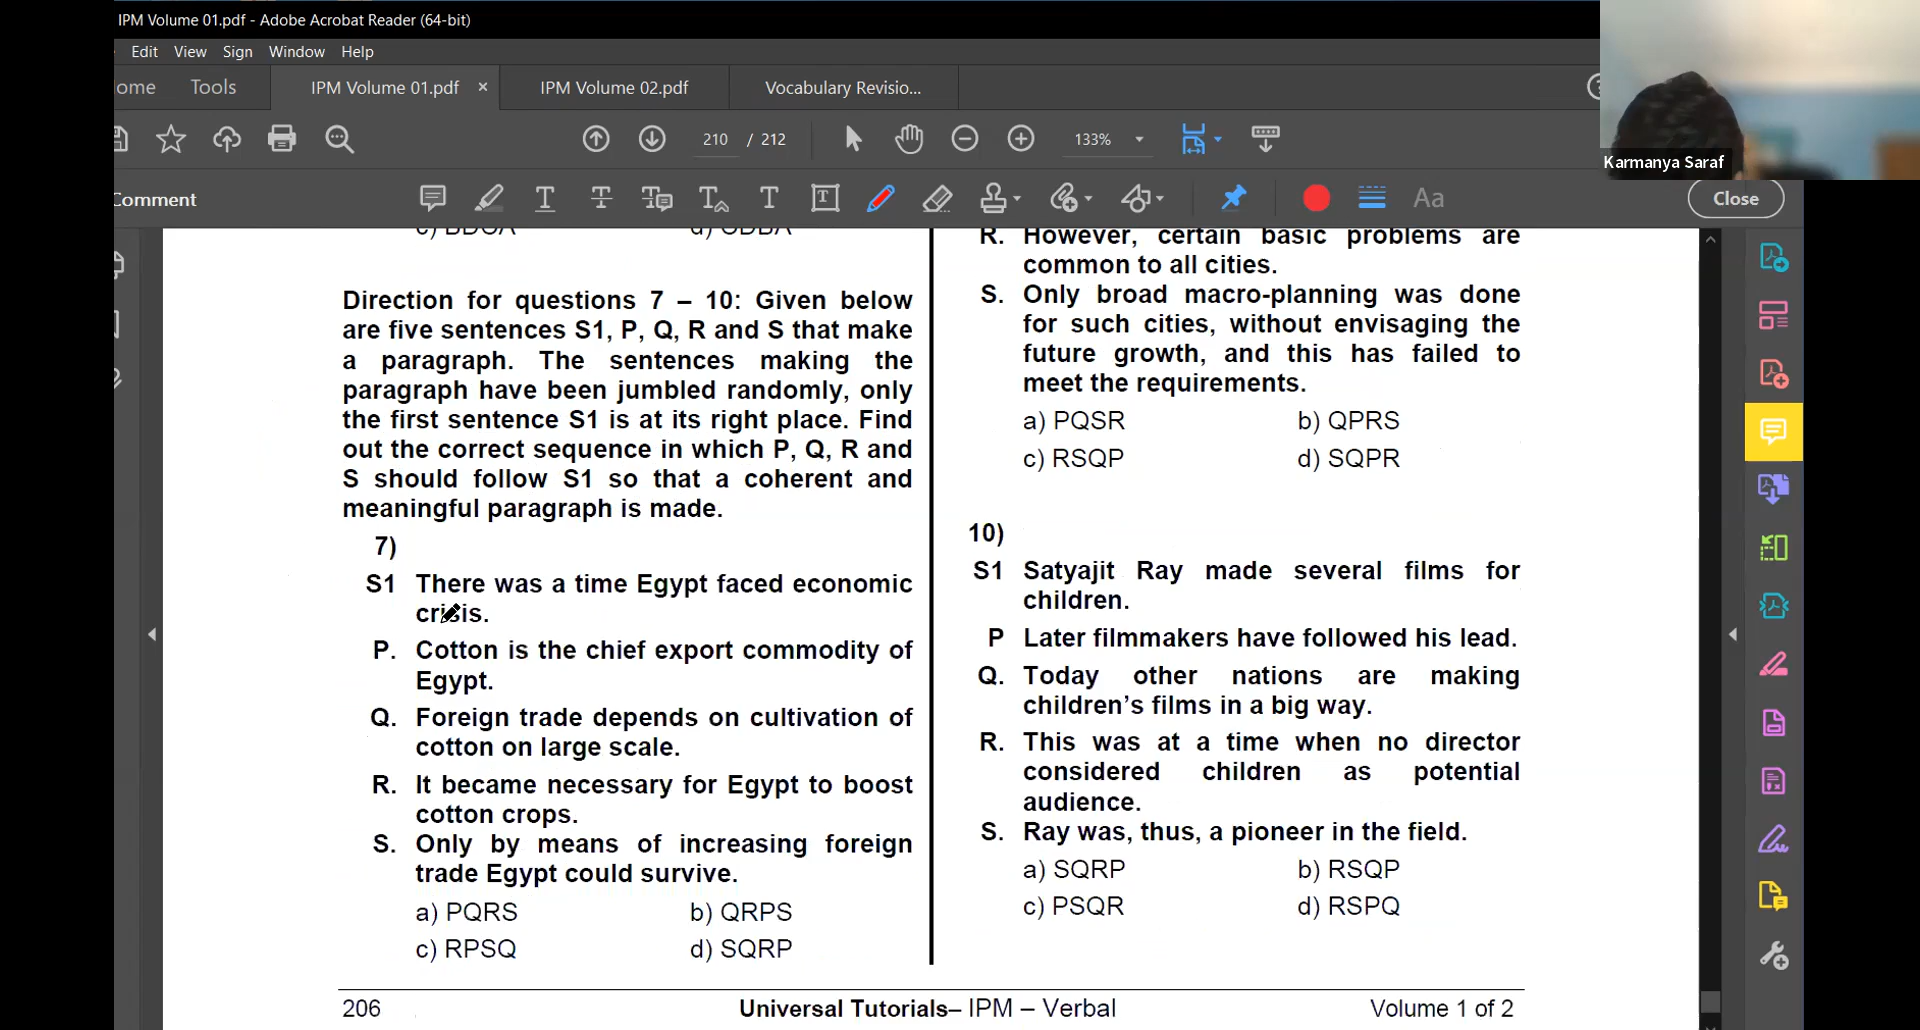 IPM Volume 01.pdf - Adobe Acrobat Reader (64-bit)
Edit View Sign Window Help
ome Tools IPM Volume 01.pdf × IPM Volume 02.pdf Vocabulary Revisio...
210 / 212 133%
Karmanya Saraf
Comment Aa Close
Direction for questions 7 – 10: Given below
are five sentences S1, P, Q, R and S that make
a paragraph. The sentences making the
paragraph have been jumbled randomly, only
the first sentence S1 is at its right place. Find
out the correct sequence in which P, Q, R and
S should follow S1 so that a coherent and
meaningful paragraph is made.
7)
S1 There was a time Egypt faced economic
crisis.
P. Cotton is the chief export commodity of
Egypt.
Q. Foreign trade depends on cultivation of
cotton on large scale.
R. It became necessary for Egypt to boost
cotton crops.
S. Only by means of increasing foreign
trade Egypt could survive.
a) PQRS b) QRPS
c) RPSQ d) SQRP
R. However, certain basic problems are
common to all cities.
S. Only broad macro-planning was done
for such cities, without envisaging the
future growth, and this has failed to
meet the requirements.
a) PQSR b) QPRS
c) RSQP d) SQPR
10)
S1 Satyajit Ray made several films for
children.
P Later filmmakers have followed his lead.
Q. Today other nations are making
children’s films in a big way.
R. This was at a time when no director
considered children as potential
audience.
S. Ray was, thus, a pioneer in the field.
a) SQRP b) RSQP
c) PSQR d) RSPQ
206 Universal Tutorials– IPM – Verbal Volume 1 of 2